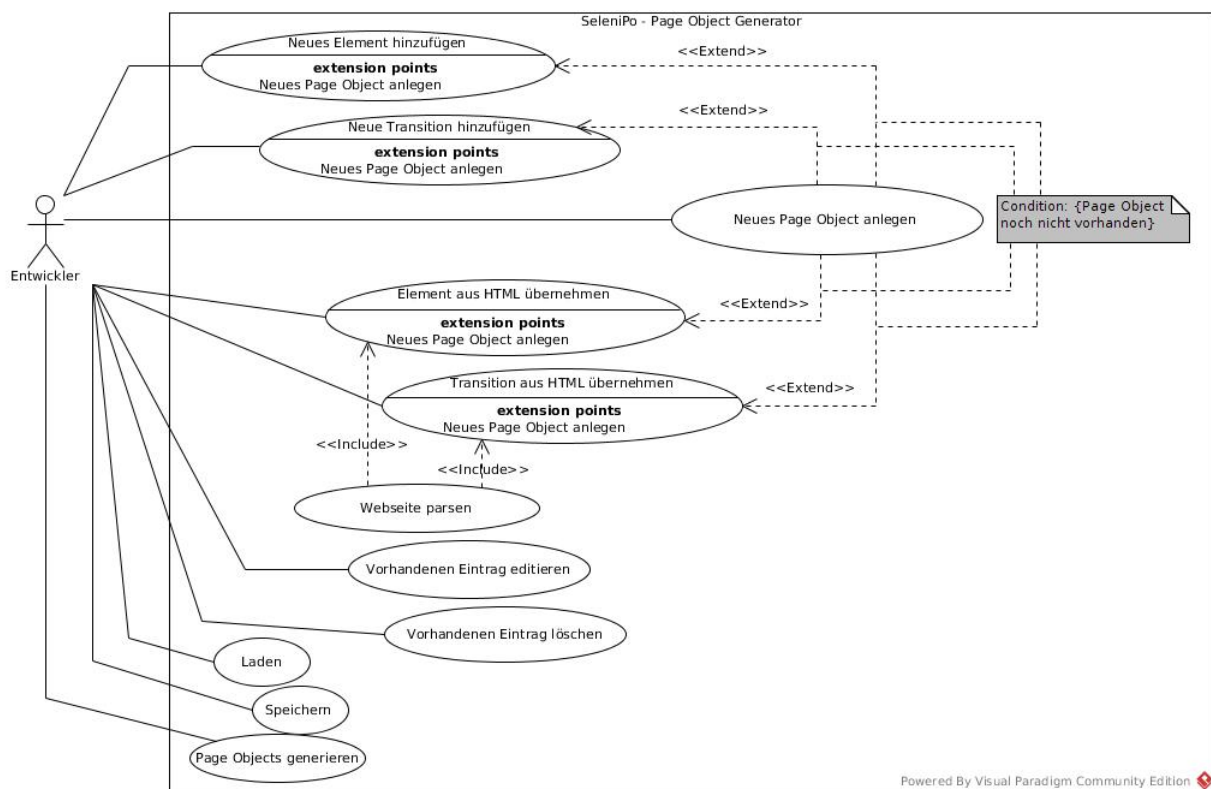 SeleniPo - Page Object Generator
Neues Element hinzufügen
<<Extend>>
extension points
Neues Page Object anlegen
<<Extend>>
Neue Transition hinzufügen
extension points
Neues Page Object anlegen
Condition: {Page Object
noch nicht vorhanden}
Neues Page Object anlegen
Entwickler
Element aus HTML übernehmen
<<Extend>>
extension points
Neues Page Object anlegen
Transition aus HTML übernehmen
<<Extend>>
extension points
Neues Page Object anlegen
<<Include>>
<<Include>>
Webseite parsen
Vorhandenen Eintrag editieren
Vorhandenen Eintrag löschen
Laden
Speichern
Page Objects generieren
Powered By Visual Paradigm Community Edition